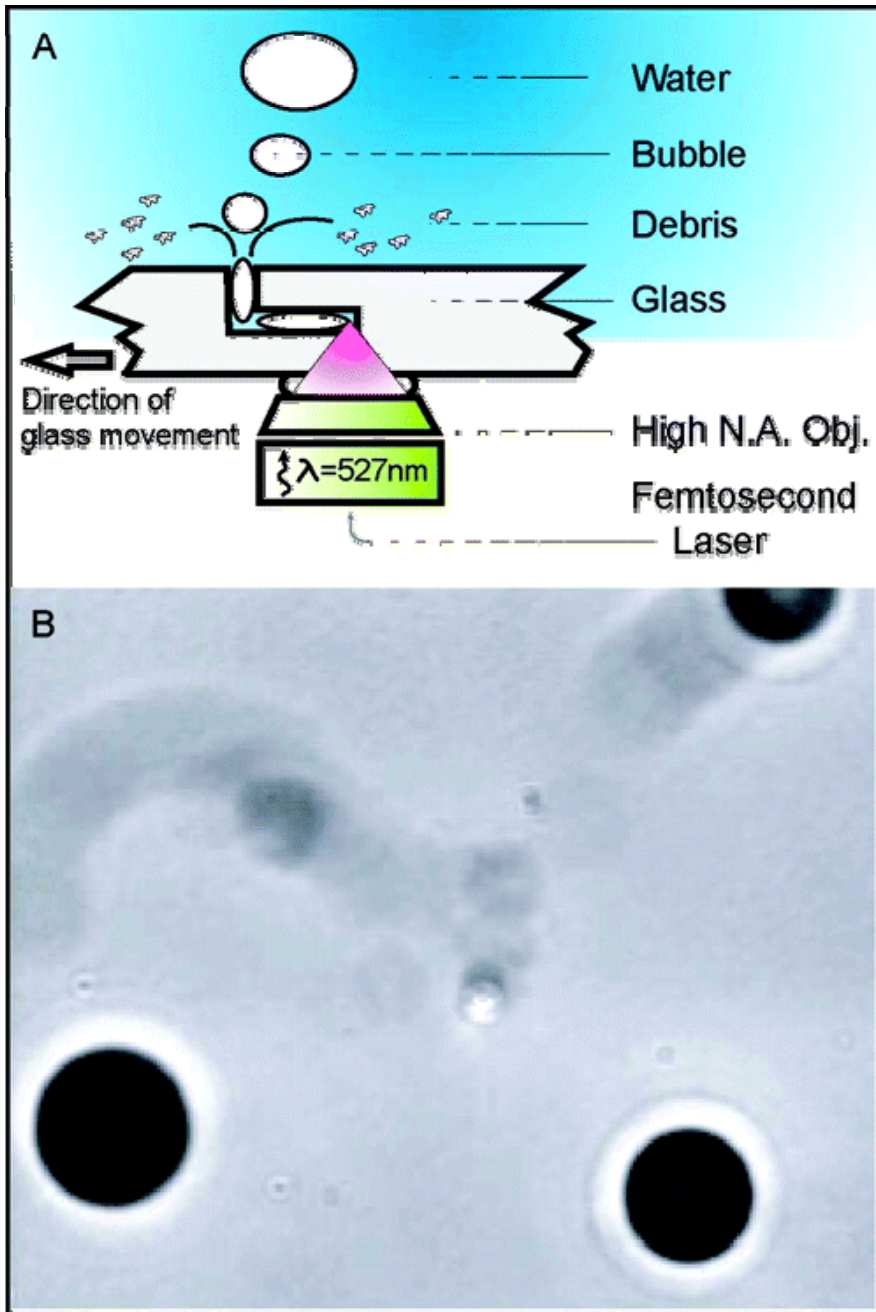 A
Water
Bubble
Debris
Glass
Direction of
glass movement
High N.A. Obj.
λ=527nm
Femtosecond
Laser
B